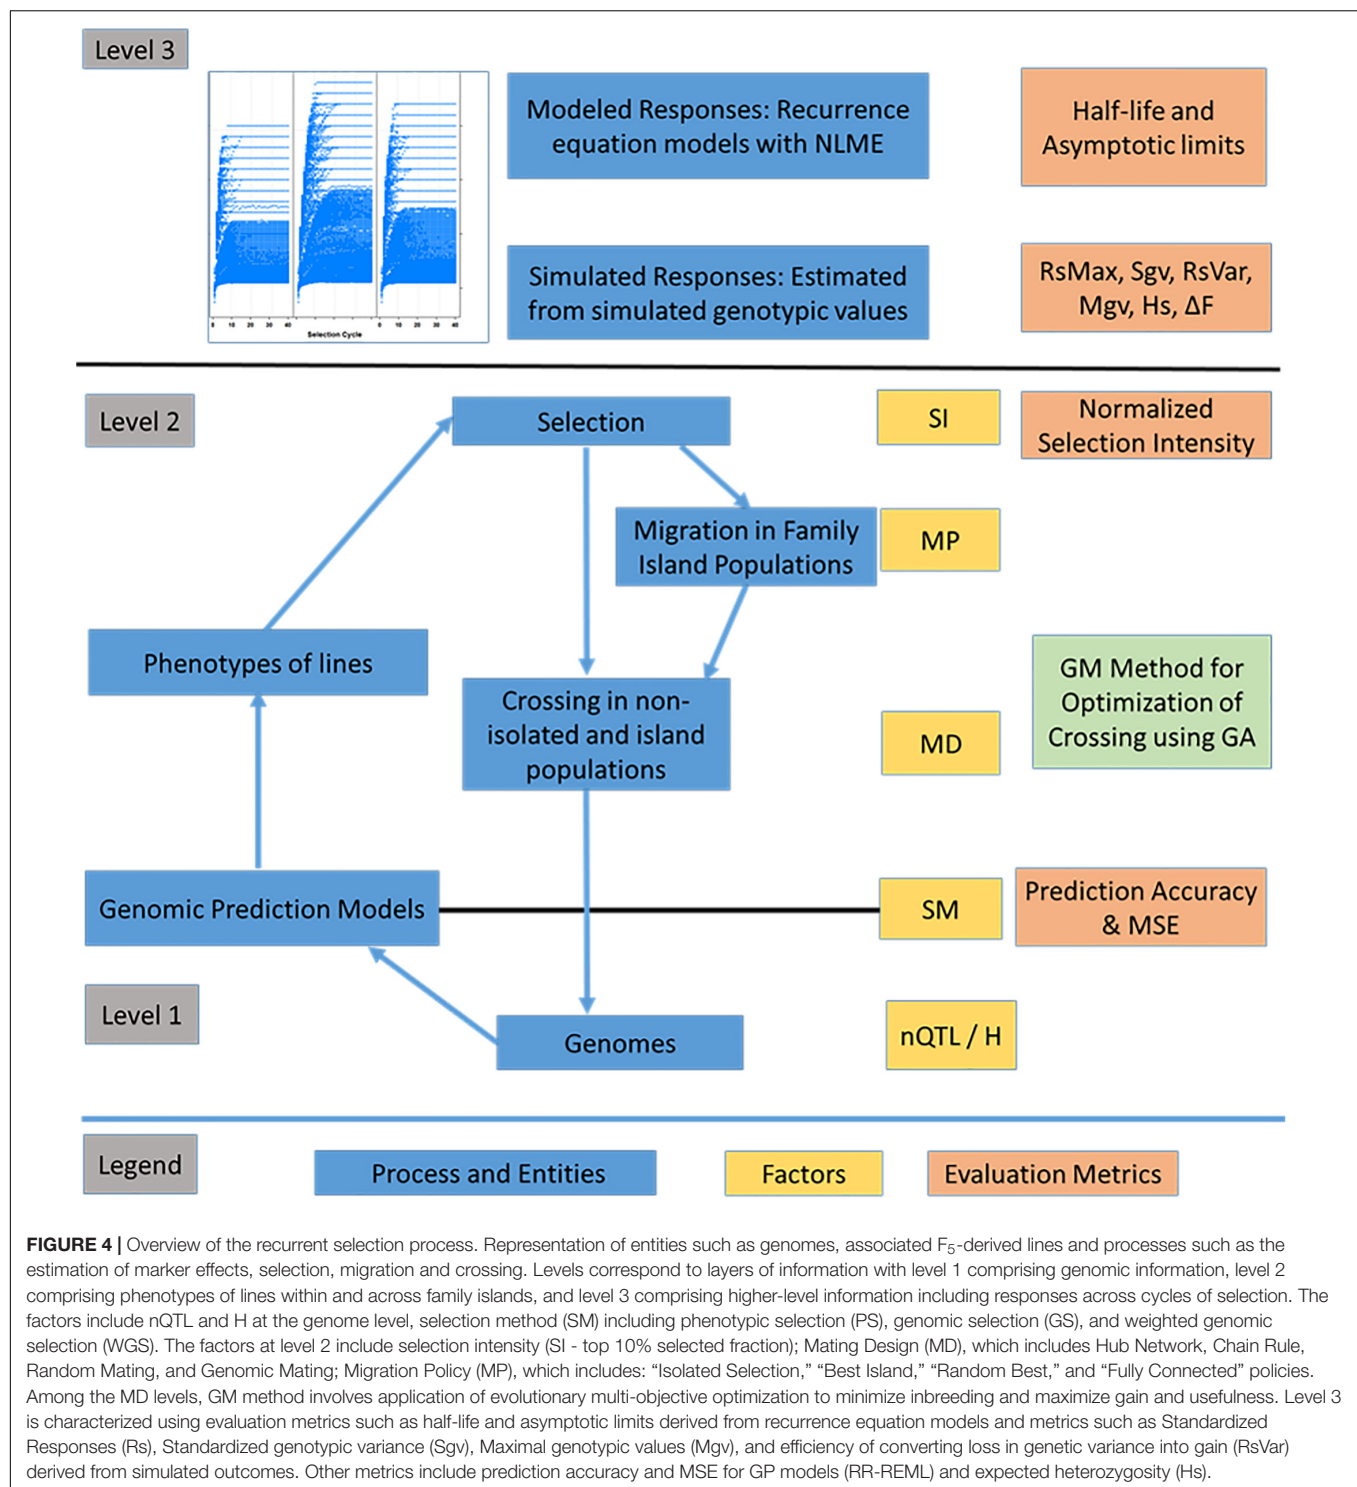 Level 3
Modeled Responses: Recurrence
equation models with NLME
Half-life and
Asymptotic limits
Simulated Responses: Estimated
from simulated genotypic values
RsMax, Sgv, RsVar,
Mgv, Hs, ΔF
0 10 20 30 40 0 10 20 30 40 0 10 20 30 40
Selection Cycle
Level 2
Selection
SI
Normalized
Selection Intensity
Migration in Family
Island Populations
MP
Phenotypes of lines
Crossing in non-
isolated and island
populations
MD
GM Method for
Optimization of
Crossing using GA
Genomic Prediction Models
SM
Prediction Accuracy
& MSE
Level 1
Genomes
nQTL / H
Legend
Process and Entities
Factors
Evaluation Metrics
FIGURE 4 | Overview of the recurrent selection process. Representation of entities such as genomes, associated F5-derived lines and processes such as the
estimation of marker effects, selection, migration and crossing. Levels correspond to layers of information with level 1 comprising genomic information, level 2
comprising phenotypes of lines within and across family islands, and level 3 comprising higher-level information including responses across cycles of selection. The
factors include nQTL and H at the genome level, selection method (SM) including phenotypic selection (PS), genomic selection (GS), and weighted genomic
selection (WGS). The factors at level 2 include selection intensity (SI - top 10% selected fraction); Mating Design (MD), which includes Hub Network, Chain Rule,
Random Mating, and Genomic Mating; Migration Policy (MP), which includes: “Isolated Selection,” “Best Island,” “Random Best,” and “Fully Connected” policies.
Among the MD levels, GM method involves application of evolutionary multi-objective optimization to minimize inbreeding and maximize gain and usefulness. Level 3
is characterized using evaluation metrics such as half-life and asymptotic limits derived from recurrence equation models and metrics such as Standardized
Responses (Rs), Standardized genotypic variance (Sgv), Maximal genotypic values (Mgv), and efficiency of converting loss in genetic variance into gain (RsVar)
derived from simulated outcomes. Other metrics include prediction accuracy and MSE for GP models (RR-REML) and expected heterozygosity (Hs).